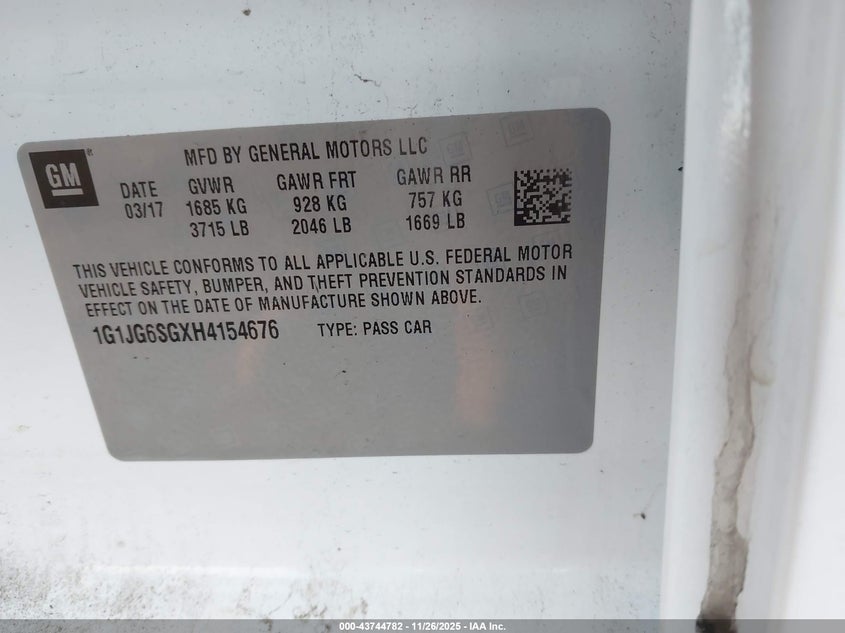 GM®
MFD BY GENERAL MOTORS LLC
DATE GVWR GAWR FRT GAWR RR
03/17 1685 KG 928 KG 757 KG
3715 LB 2046 LB 1669 LB
THIS VEHICLE CONFORMS TO ALL APPLICABLE U.S. FEDERAL MOTOR
VEHICLE SAFETY, BUMPER, AND THEFT PREVENTION STANDARDS IN
EFFECT ON THE DATE OF MANUFACTURE SHOWN ABOVE.
1G1JG6SGXH4154676 TYPE: PASS CAR
000-43744782 — 11/26/2025 — IAA Inc.